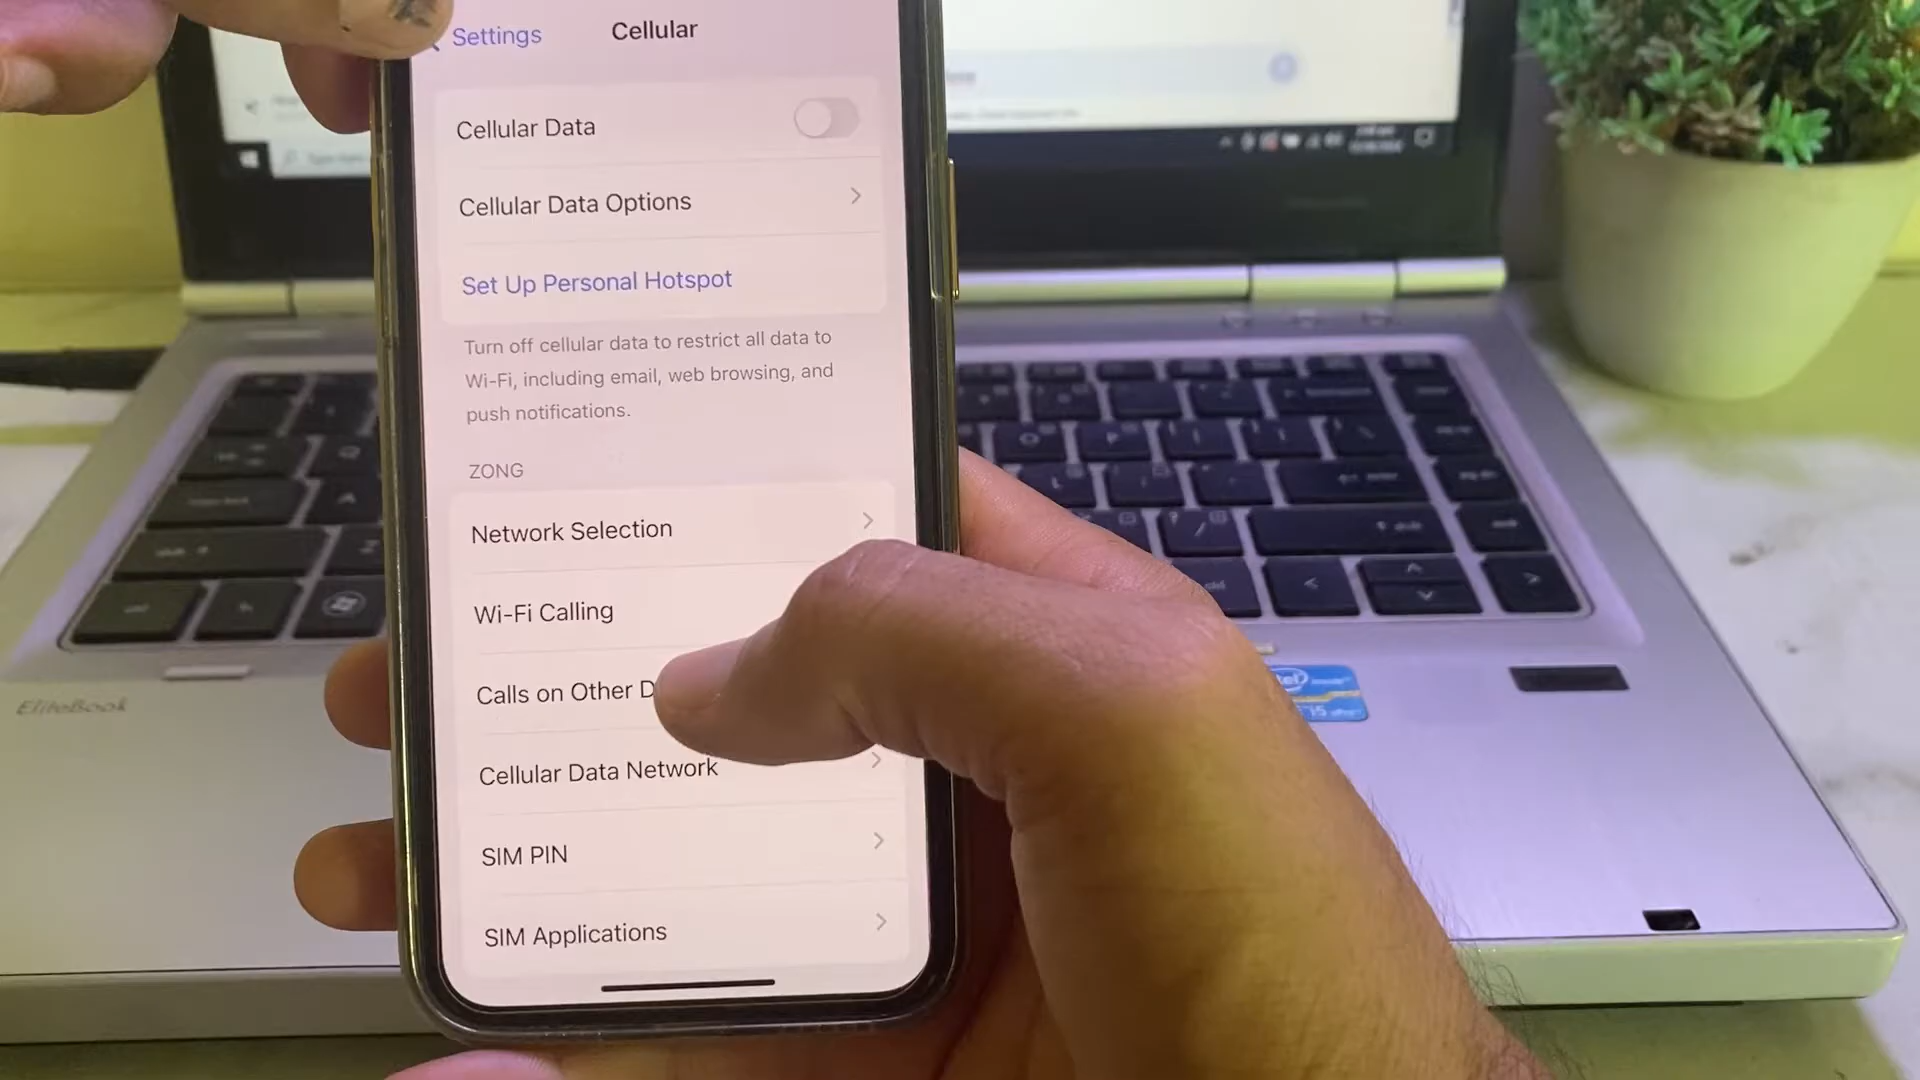 Settings
Cellular
Cellular Data
Cellular Data Options
Set Up Personal Hotspot
Turn off cellular data to restrict all data to
Wi-Fi, including email, web browsing, and
push notifications.
ZONG
Network Selection
Wi-Fi Calling
Calls on Other
Cellular Data Network
SIM PIN
SIM Applications
EliteBook